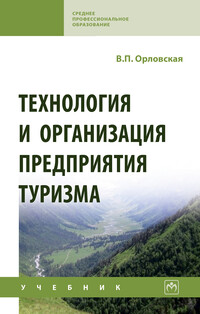 СРЕДНЕЕ
ПРОФЕССИОНАЛЬНОЕ
ОБРАЗОВАНИЕ
В.П. Орловская
ТЕХНОЛОГИЯ
И ОРГАНИЗАЦИЯ
ПРЕДПРИЯТИЯ
ТУРИЗМА
УЧЕБНИК